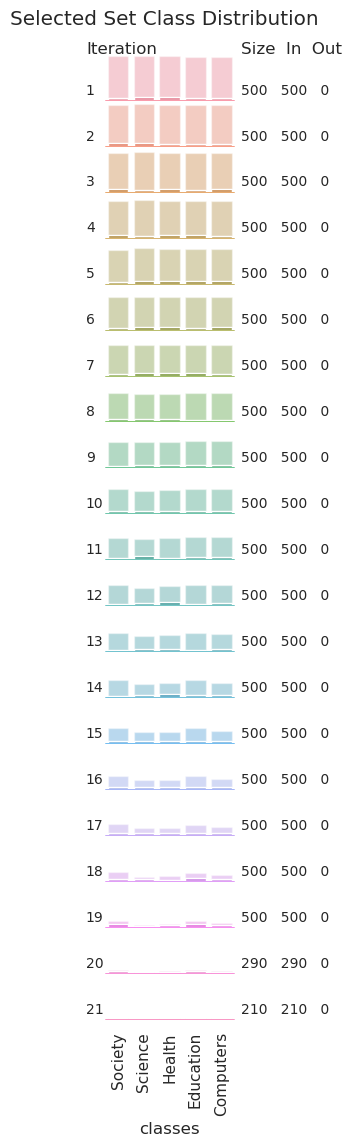 Selected Set Class Distribution
Iteration Size In Out
1 500 500 0
2 500 500 0
3 500 500 0
4 500 500 0
5 500 500 0
6 500 500 0
7 500 500 0
8 500 500 0
9 500 500 0
10 500 500 0
11 500 500 0
12 500 500 0
13 500 500 0
14 500 500 0
15 500 500 0
16 500 500 0
17 500 500 0
18 500 500 0
19 500 500 0
20 290 290 0
21 210 210 0
Society
Science
Health
Education
Computers
classes